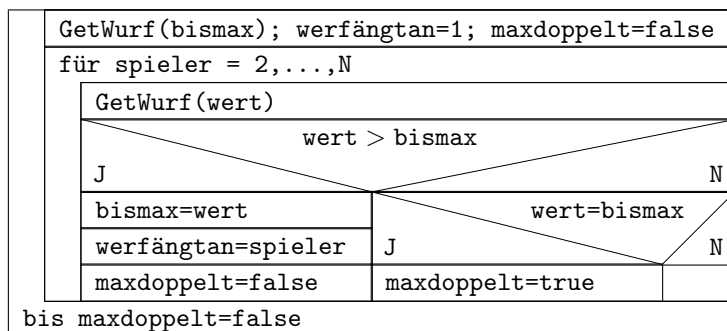 GetWurf(bismax); werfängtan=1; maxdoppelt=false
für spieler = 2,...,N
GetWurf(wert)
wert > bismax
J N
bismax=wert wert=bismax
werfängtan=spieler J N
maxdoppelt=false maxdoppelt=true
bis maxdoppelt=false